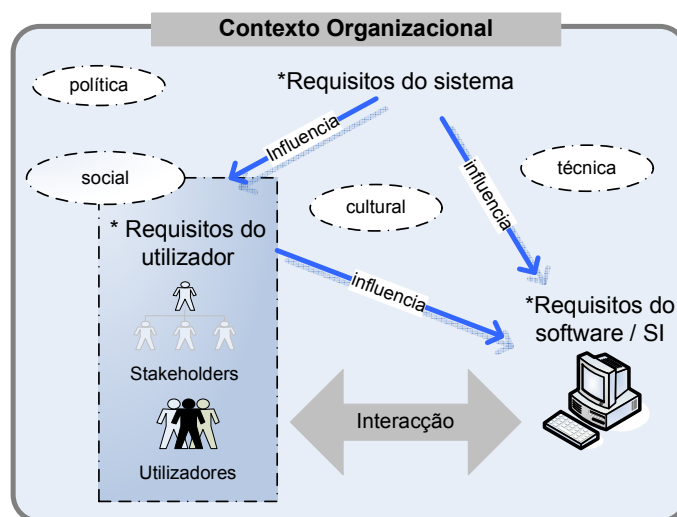 Contexto Organizacional
política
*Requisitos do sistema
Influencia
influencia
técnica
social
cultural
* Requisitos do
utilizador
influencia
*Requisitos do
software / SI
Stakeholders
Interacção
Utilizadores